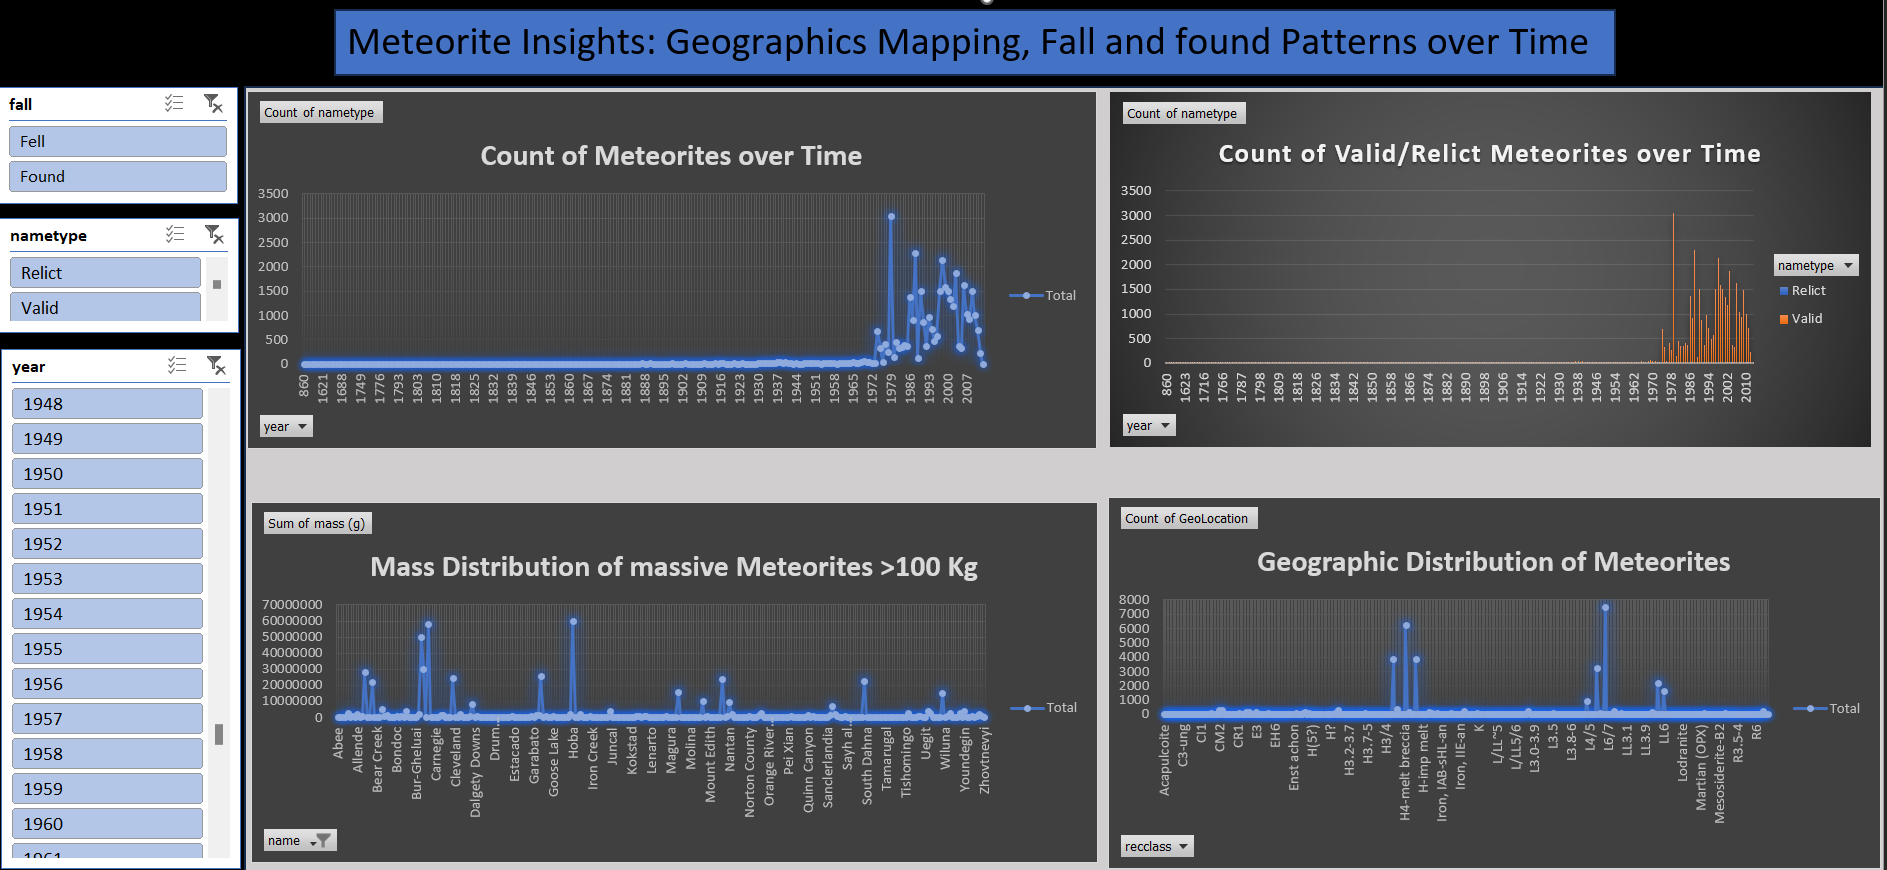 Meteorite Insights: Geographics Mapping, Fall and found Patterns over Time
fall
Fell
Found
nametype
Relict
Valid
year
1948
1949
1950
1951
1952
1953
1954
1955
1956
1957
1958
1959
1960
1961
Count of nametype
Count of Meteorites over Time
3500
3000
2500
2000
1500
1000
500
0
860
1621
1688
1749
1776
1793
1803
1810
1818
1825
1832
1839
1846
1853
1860
1867
1874
1881
1888
1895
1902
1909
1916
1923
1930
1937
1944
1951
1958
1965
1972
1979
1986
1993
2000
2007
Total
year
Count of nametype
Count of Valid/Relict Meteorites over Time
3500
3000
2500
2000
1500
1000
500
0
860
1623
1704
1716
1766
1787
1798
1809
1818
1826
1834
1842
1850
1858
1866
1874
1882
1890
1898
1906
1914
1922
1930
1938
1946
1954
1962
1970
1978
1986
1994
2002
2010
nametype
Relict
Valid
year
Sum of mass (g)
Mass Distribution of massive Meteorites >100 Kg
70000000
60000000
50000000
40000000
30000000
20000000
10000000
0
Abee
Allende
Bear Creek
Bondoc
Bur-Gheluai
Carnegie
Cleveland
Dalgety Downs
Drum...
Estacado
Garabato
Goose Lake
Hoba
Iron Creek
Juncal
Kokstad
Lenarto
Magura
Molina
Mount Edith
Nantan
Norton County
Orange River...
Pei Xian
Quinn Canyon
Sanclerlandia
Sayh al...
South Dahna
Tamarugal
Tishomingo
Uegit
Wiluna
Youndegin
Zhovtnevyi
Total
name
Count of GeoLocation
Geographic Distribution of Meteorites
8000
7000
6000
5000
4000
3000
2000
1000
0
Acapulcoite
C3-ung
CI1
CM2
CR1
E3
EH6
Enst achon
H(5?)
H?
H3.2-3.7
H3.7-5
H3/4
H4-melt breccia
H-imp melt
Iron, IAB-sHL-an
Iron, IIE-an
K
L/LL~5
L/LL5/6
L3.0-3.9
L3.5
L3.8-6
L4/5
L6/7
LL3.1
LL3.9
LL6
Lodranite
Martian (OPX)
Mesosiderite-B2
R3.5-4
R6
Total
recclass